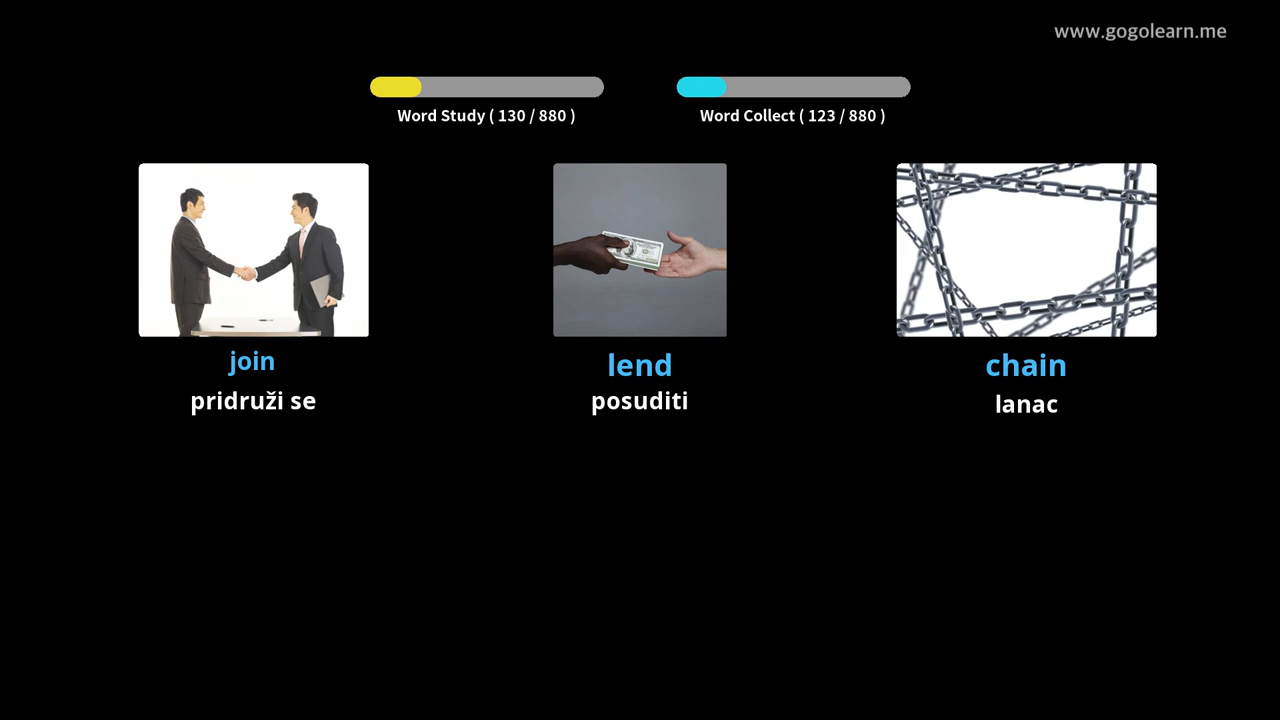 www.gogolearn.me
Word Study ( 130 / 880 )
Word Collect ( 123 / 880 )
join
lend
chain
pridruži se
posuditi
lanac